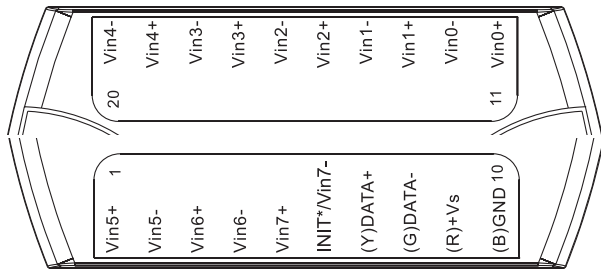 Vin4-
Vin4+
Vin3-
Vin3+
Vin2-
Vin2+
Vin1-
Vin1+
Vin0-
Vin0+
20
11
1
10
Vin5+
Vin5-
Vin6+
Vin6-
Vin7+
INIT*/Vin7-
(Y)DATA+
(G)DATA-
(R)+Vs
(B)GND